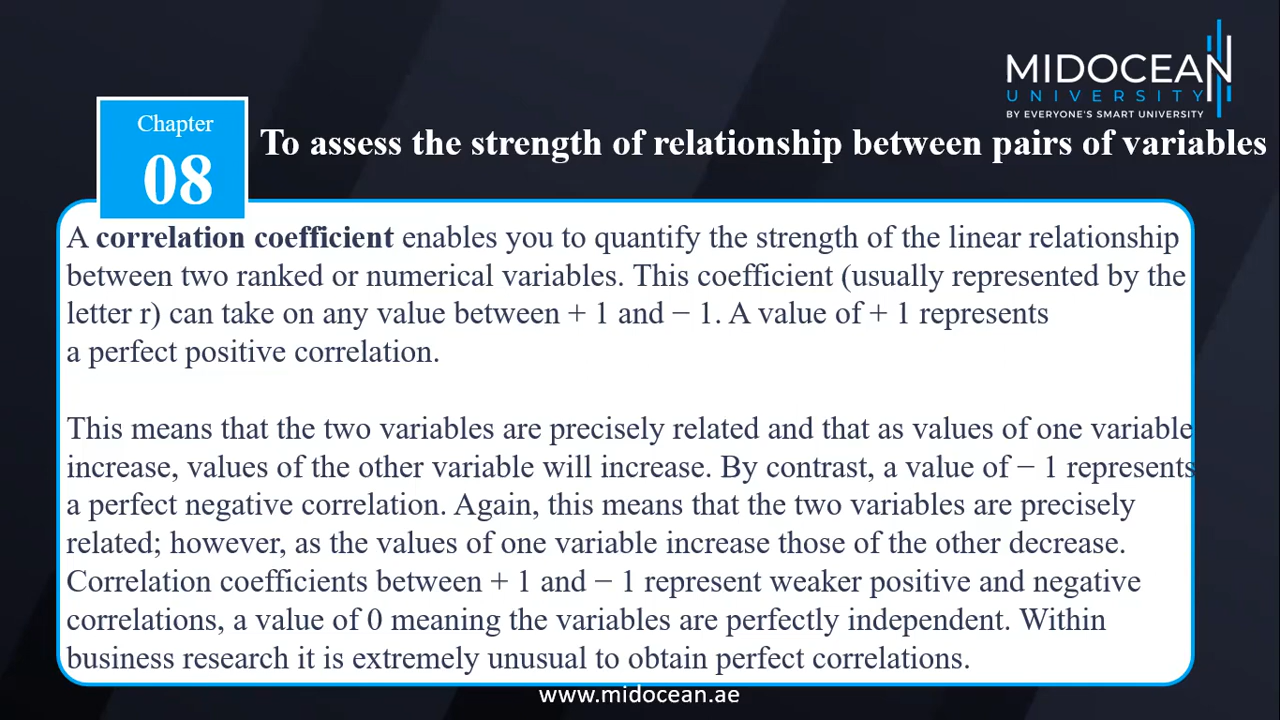 MIDOCEAN
UNIVERSITY
BY EVERYONE'S SMART UNIVERSITY
Chapter
08
To assess the strength of relationship between pairs of variables
A correlation coefficient enables you to quantify the strength of the linear relationship
between two ranked or numerical variables. This coefficient (usually represented by the
letter r) can take on any value between + 1 and − 1. A value of + 1 represents
a perfect positive correlation.
This means that the two variables are precisely related and that as values of one variable
increase, values of the other variable will increase. By contrast, a value of − 1 represents
a perfect negative correlation. Again, this means that the two variables are precisely
related; however, as the values of one variable increase those of the other decrease.
Correlation coefficients between + 1 and − 1 represent weaker positive and negative
correlations, a value of 0 meaning the variables are perfectly independent. Within
business research it is extremely unusual to obtain perfect correlations.
www.midocean.ae